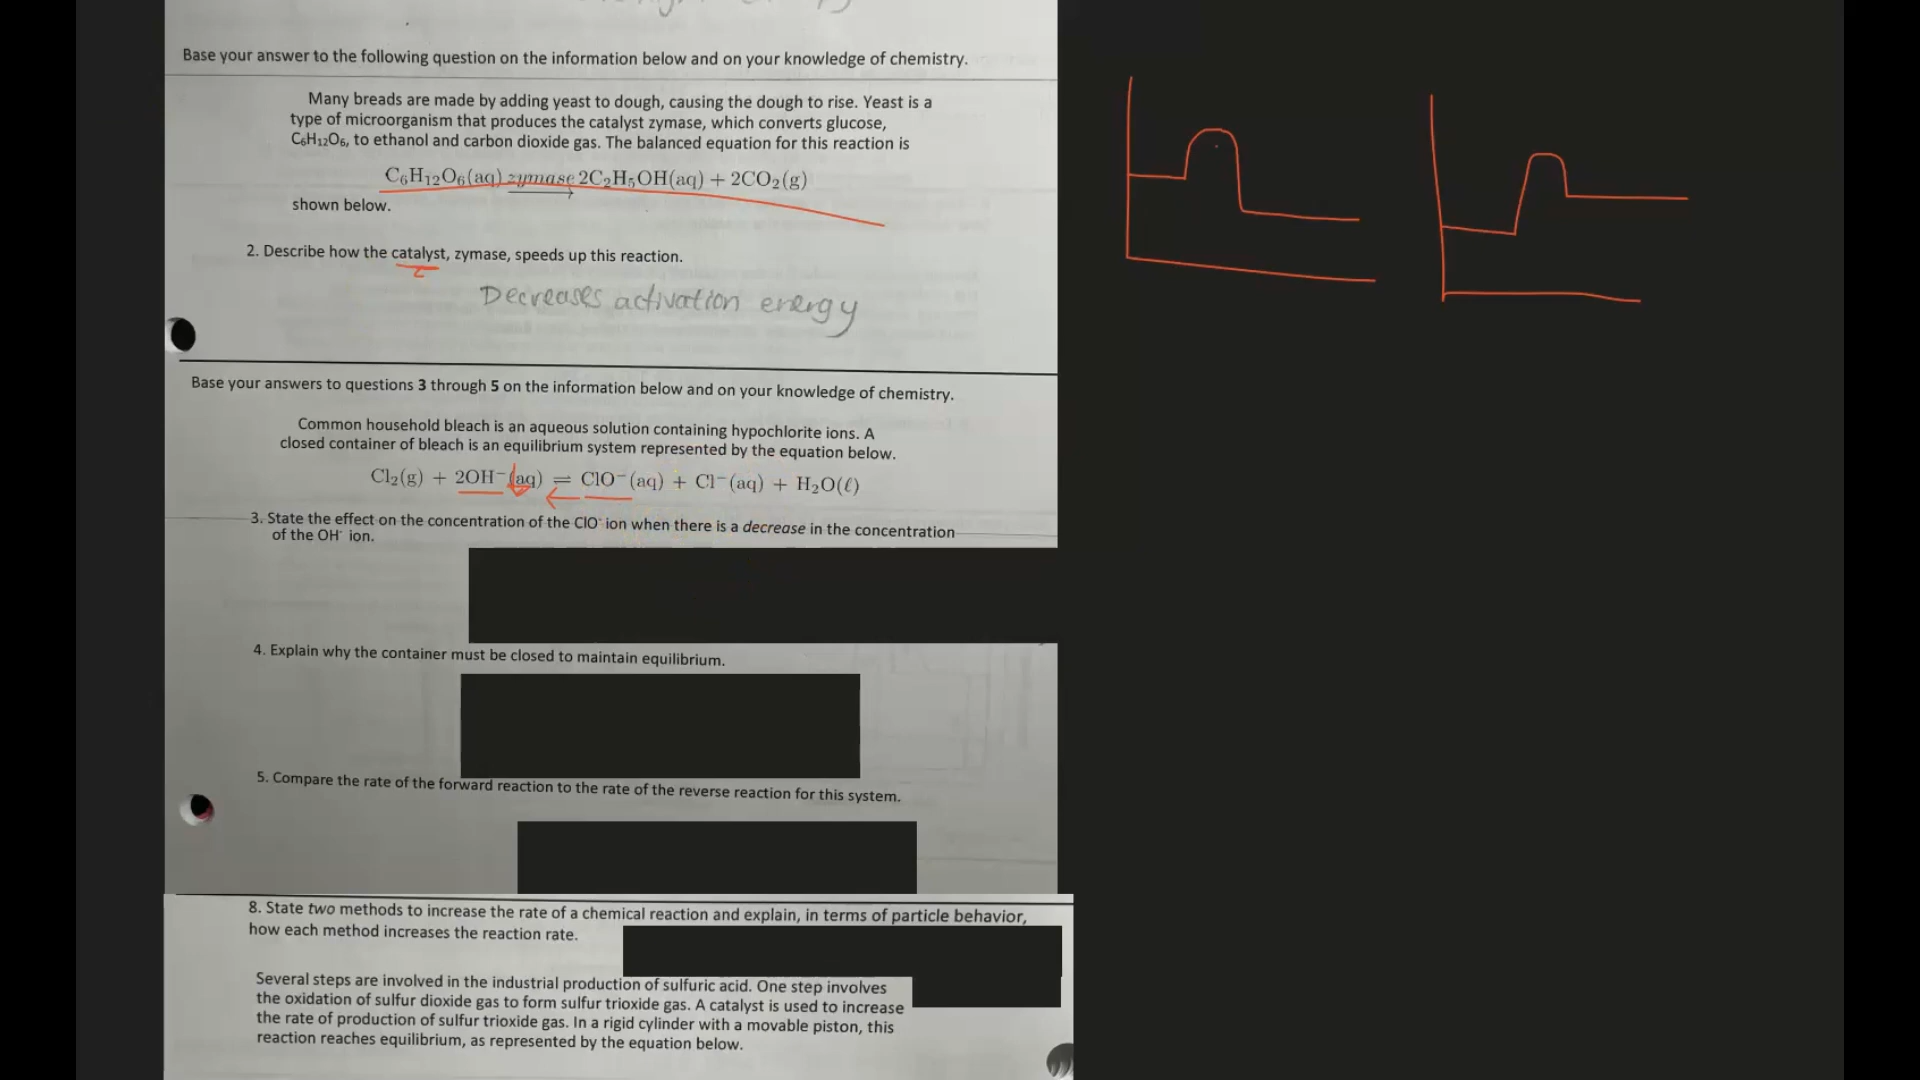 Base your answer to the following question on the information below and on your knowledge of chemistry.
Many breads are made by adding yeast to dough, causing the dough to rise. Yeast is a
type of microorganism that produces the catalyst zymase, which converts glucose,
C₆H₁₂O₆, to ethanol and carbon dioxide gas. The balanced equation for this reaction is
C₆H₁₂O₆(aq) zymase→ 2C₂H₅OH(aq) + 2CO₂(g)
shown below.
2. Describe how the catalyst, zymase, speeds up this reaction.
Decreases activation energy
Base your answers to questions 3 through 5 on the information below and on your knowledge of chemistry.
Common household bleach is an aqueous solution containing hypochlorite ions. A
closed container of bleach is an equilibrium system represented by the equation below.
Cl₂(g) + 2OH⁻(aq) ⇌ ClO⁻(aq) + Cl⁻(aq) + H₂O(ℓ)
3. State the effect on the concentration of the ClO⁻ ion when there is a decrease in the concentration
of the OH⁻ ion.
4. Explain why the container must be closed to maintain equilibrium.
5. Compare the rate of the forward reaction to the rate of the reverse reaction for this system.
8. State two methods to increase the rate of a chemical reaction and explain, in terms of particle behavior,
how each method increases the reaction rate.
Several steps are involved in the industrial production of sulfuric acid. One step involves
the oxidation of sulfur dioxide gas to form sulfur trioxide gas. A catalyst is used to increase
the rate of production of sulfur trioxide gas. In a rigid cylinder with a movable piston, this
reaction reaches equilibrium, as represented by the equation below.